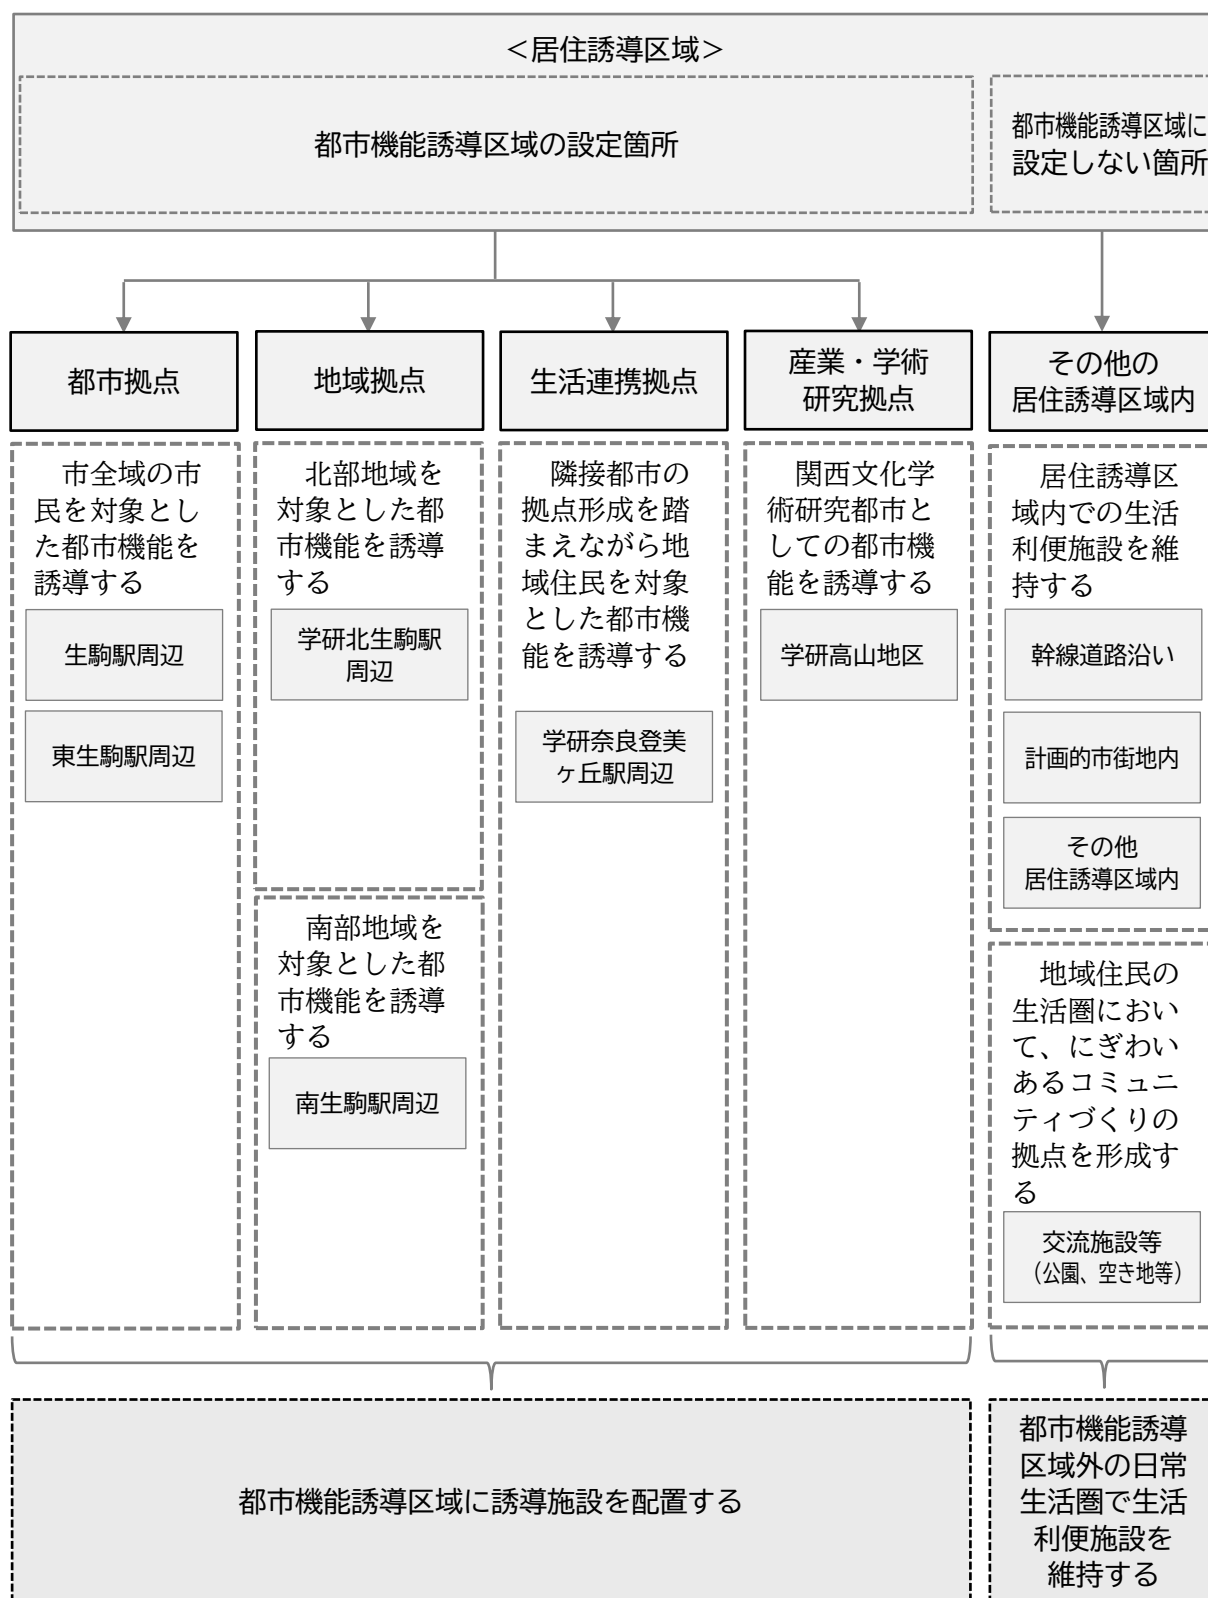 ＜居住誘導区域＞
都市機能誘導区域の設定箇所
都市機能誘導区域に
設定しない箇所
都市拠点
地域拠点
生活連携拠点
産業・学術
研究拠点
その他の
居住誘導区域内
市全域の市
民を対象とし
た都市機能を
誘導する
生駒駅周辺
東生駒駅周辺
北部地域を
対象とした都
市機能を誘導
する
学研北生駒駅
周辺
南部地域を
対象とした都
市機能を誘導
する
南生駒駅周辺
隣接都市の
拠点形成を踏
まえながら地
域住民を対象
とした都市機
能を誘導する
学研奈良登美
ヶ丘駅周辺
関西文化学
術研究都市と
しての都市機
能を誘導する
学研高山地区
居住誘導区
域内での生活
利便施設を維
持する
幹線道路沿い
計画的市街地内
その他
居住誘導区域内
地域住民の
生活圏におい
て、にぎわい
あるコミュニ
ティづくりの
拠点を形成す
る
交流施設等
（公園、空き地等）
都市機能誘導区域に誘導施設を配置する
都市機能誘導
区域外の日常
生活圏で生活
利便施設を
維持する